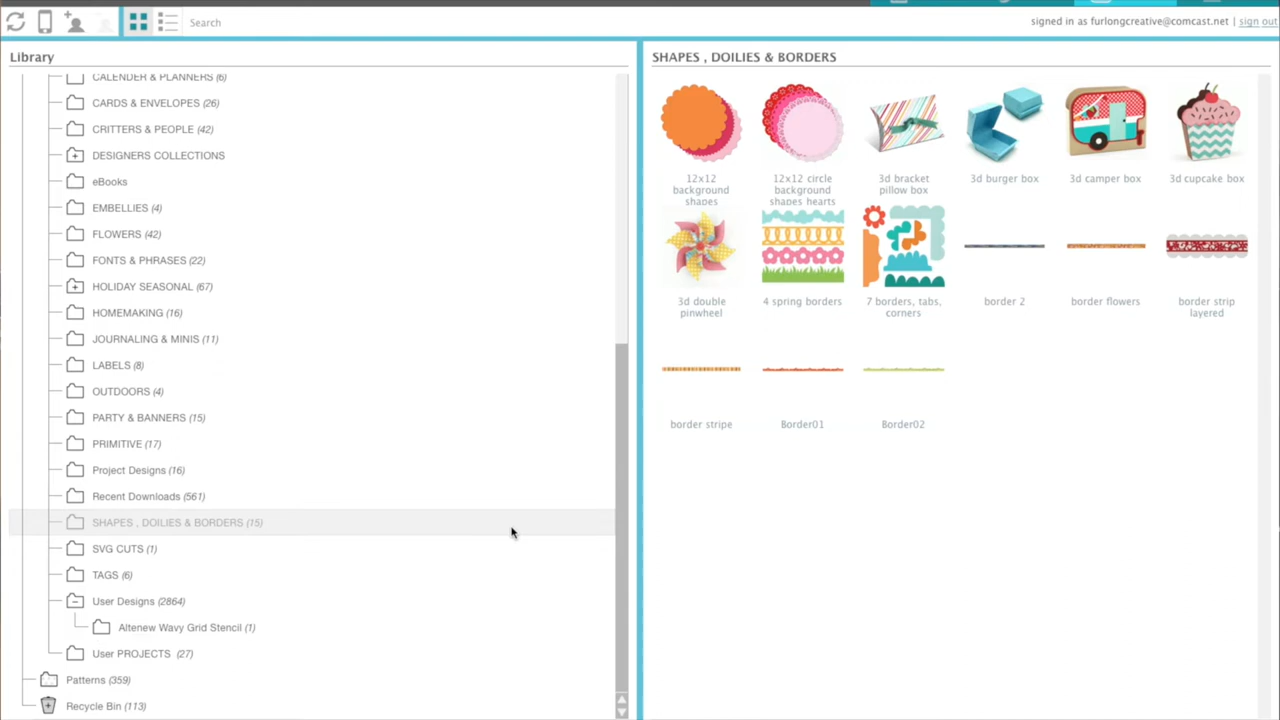 Search
signed in as furlongcreative@comcast.net | sign out
Library
CALENDER & PLANNERS (6)
CARDS & ENVELOPES (26)
CRITTERS & PEOPLE (42)
DESIGNERS COLLECTIONS
eBooks
EMBELLIES (4)
FLOWERS (42)
FONTS & PHRASES (22)
HOLIDAY SEASONAL (67)
HOMEMAKING (16)
JOURNALING & MINIS (11)
LABELS (8)
OUTDOORS (4)
PARTY & BANNERS (15)
PRIMITIVE (17)
Project Designs (16)
Recent Downloads (561)
SHAPES , DOILIES & BORDERS (15)
SVG CUTS (1)
TAGS (6)
User Designs (2864)
Altenew Wavy Grid Stencil (1)
User PROJECTS (27)
Patterns (359)
Recycle Bin (113)
SHAPES , DOILIES & BORDERS
12x12
background
shapes
12x12 circle
background
shapes hearts
3d bracket
pillow box
3d burger box
3d camper box
3d cupcake box
3d double
pinwheel
4 spring borders
7 borders, tabs,
corners
border 2
border flowers
border strip
layered
border stripe
Border01
Border02